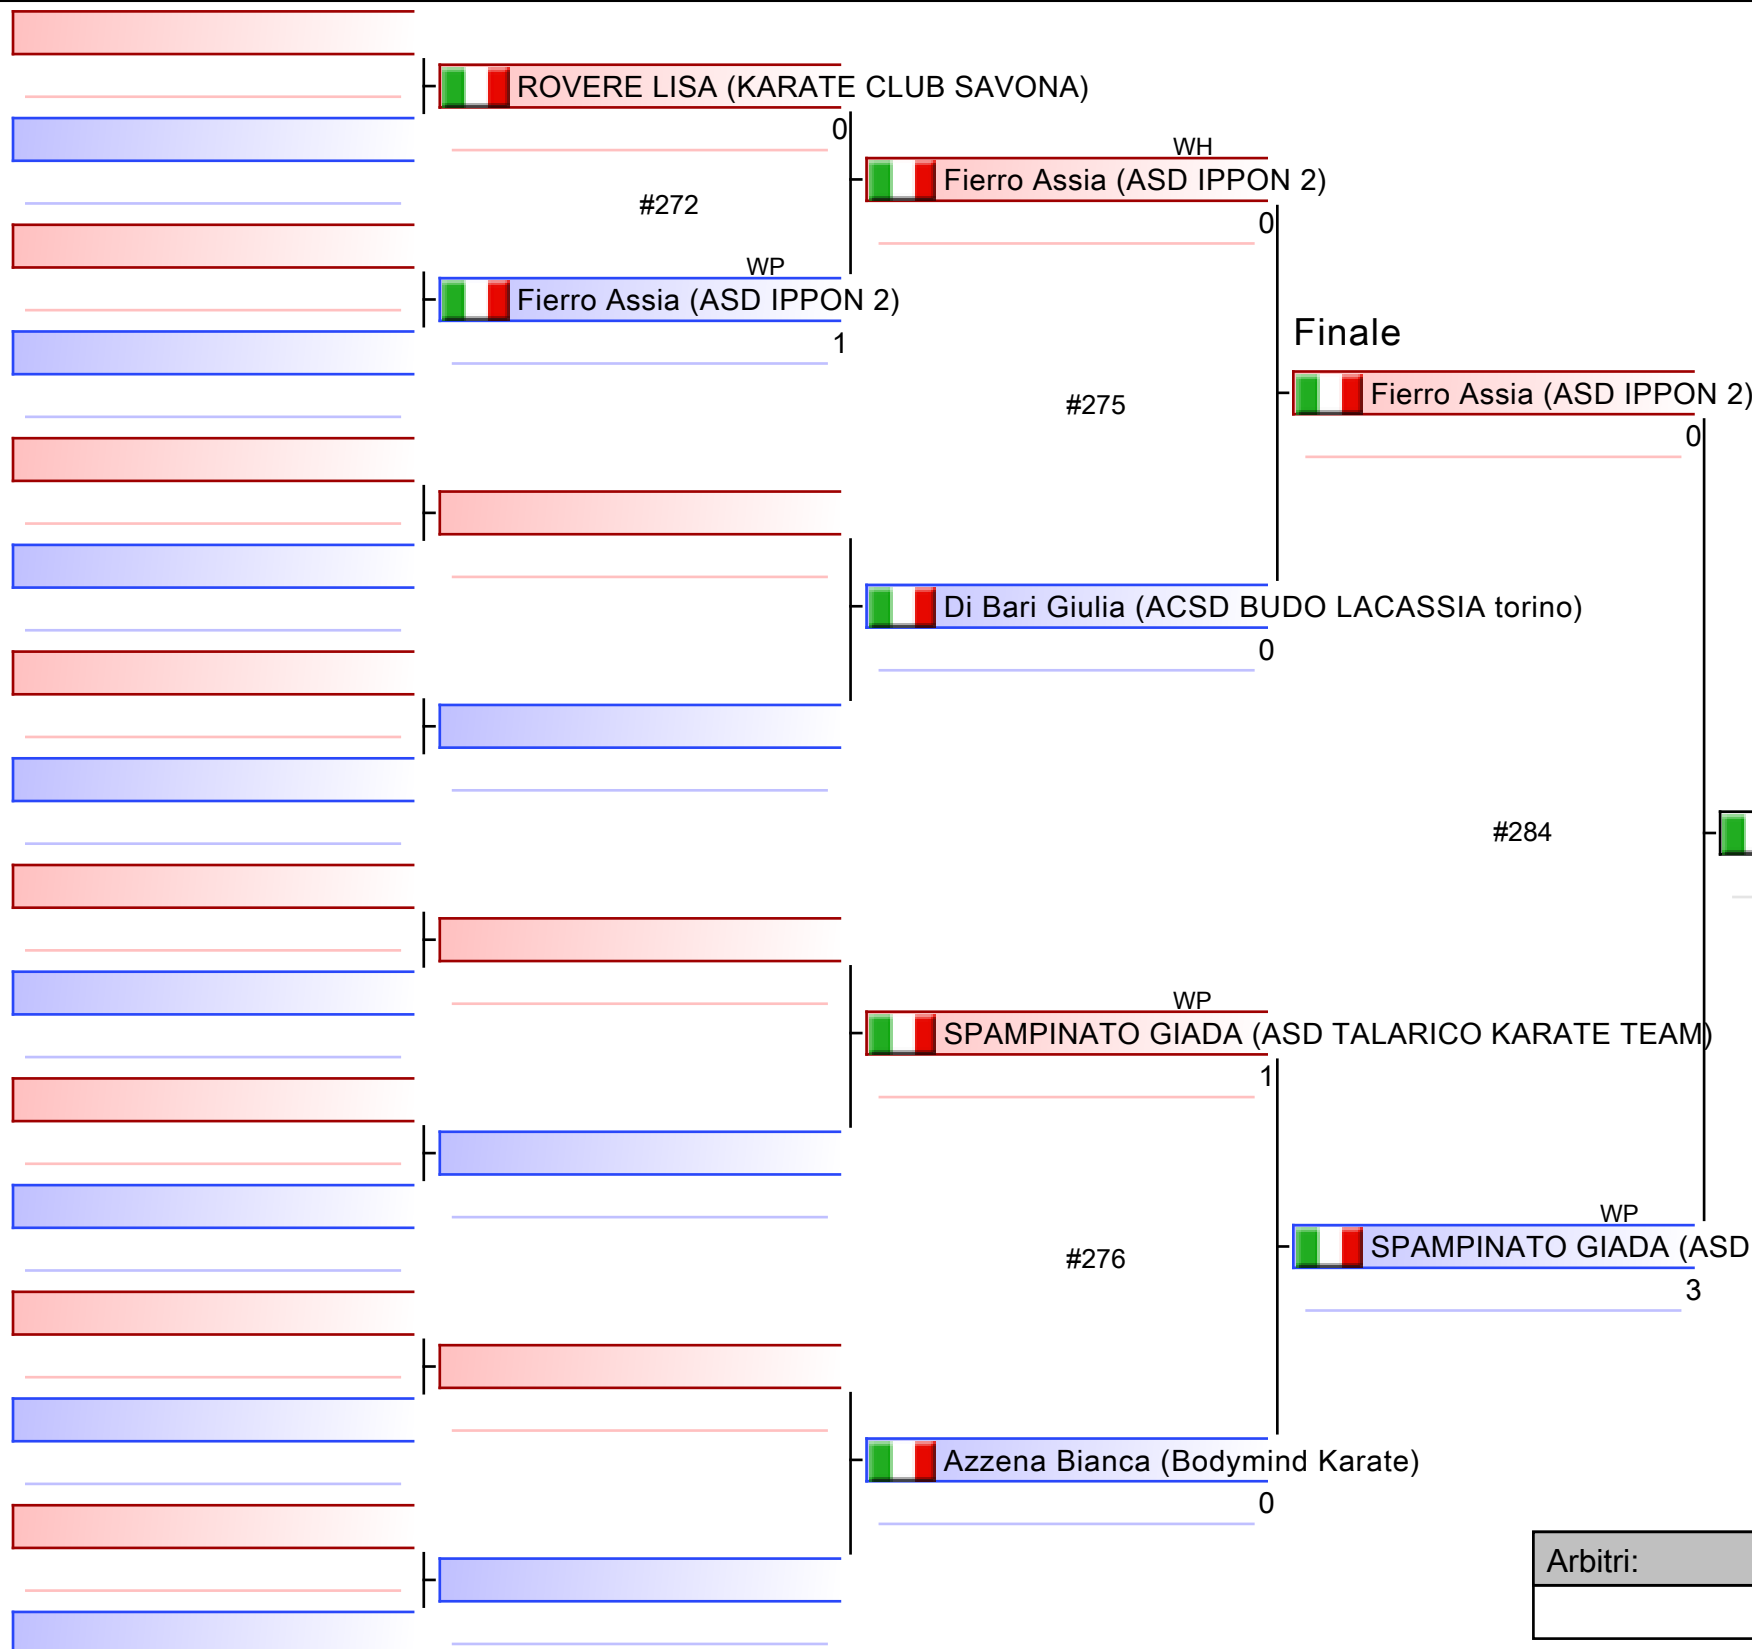 ROVERE LISA (KARATE CLUB SAVONA)
0
#272
WP
Fierro Assia (ASD IPPON 2)
1
WH
Fierro Assia (ASD IPPON 2)
0
#275
Di Bari Giulia (ACSD BUDO LACASSIA torino)
0
WP
SPAMPINATO GIADA (ASD TALARICO KARATE TEAM)
1
#276
Azzena Bianca (Bodymind Karate)
0
Finale
Fierro Assia (ASD IPPON 2)
0
#284
WP
SPAMPINATO GIADA (ASD
3
Arbitri: